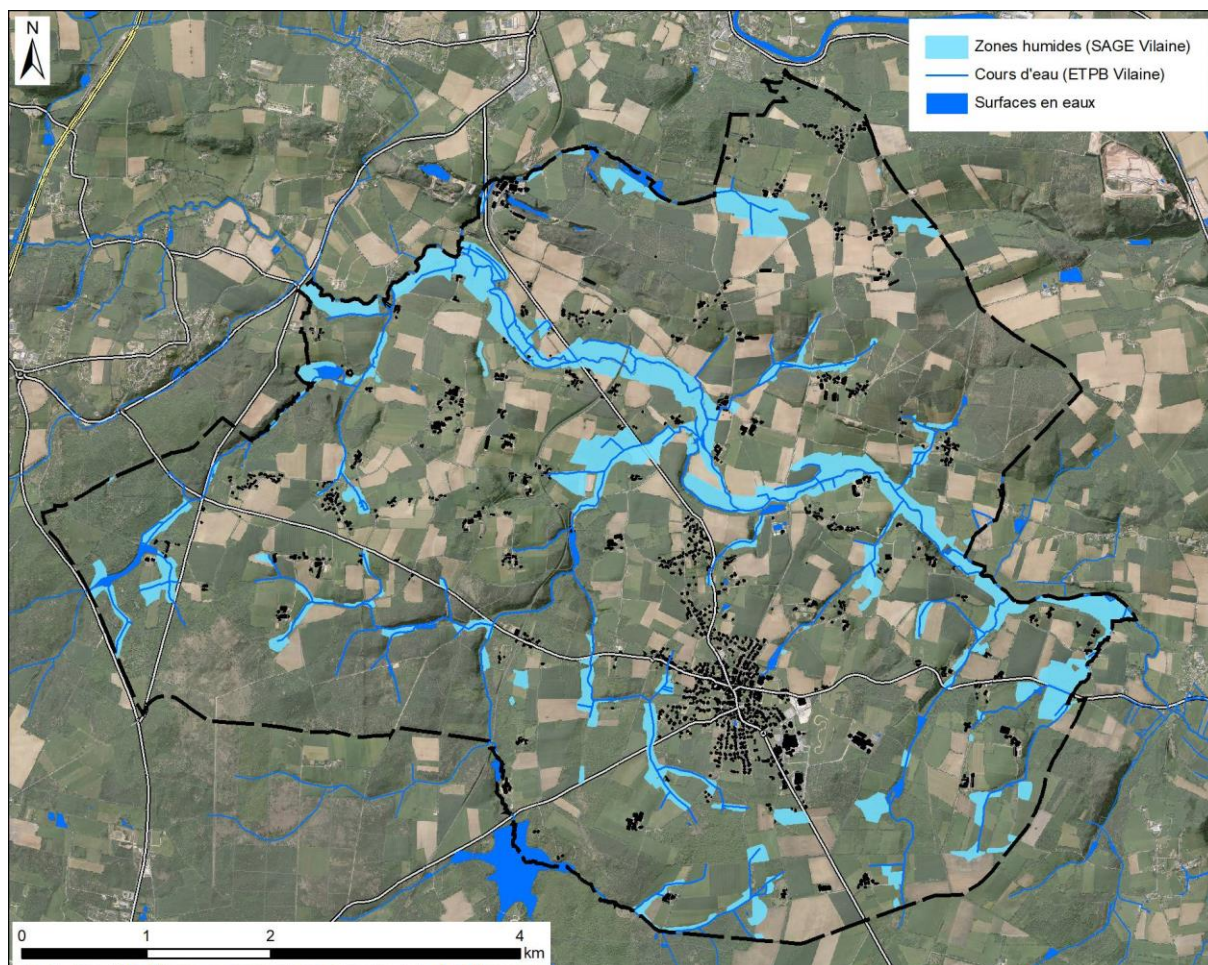 N
Zones humides (SAGE Vilaine)
Cours d'eau (ETPB Vilaine)
Surfaces en eaux
0 1 2 4
km